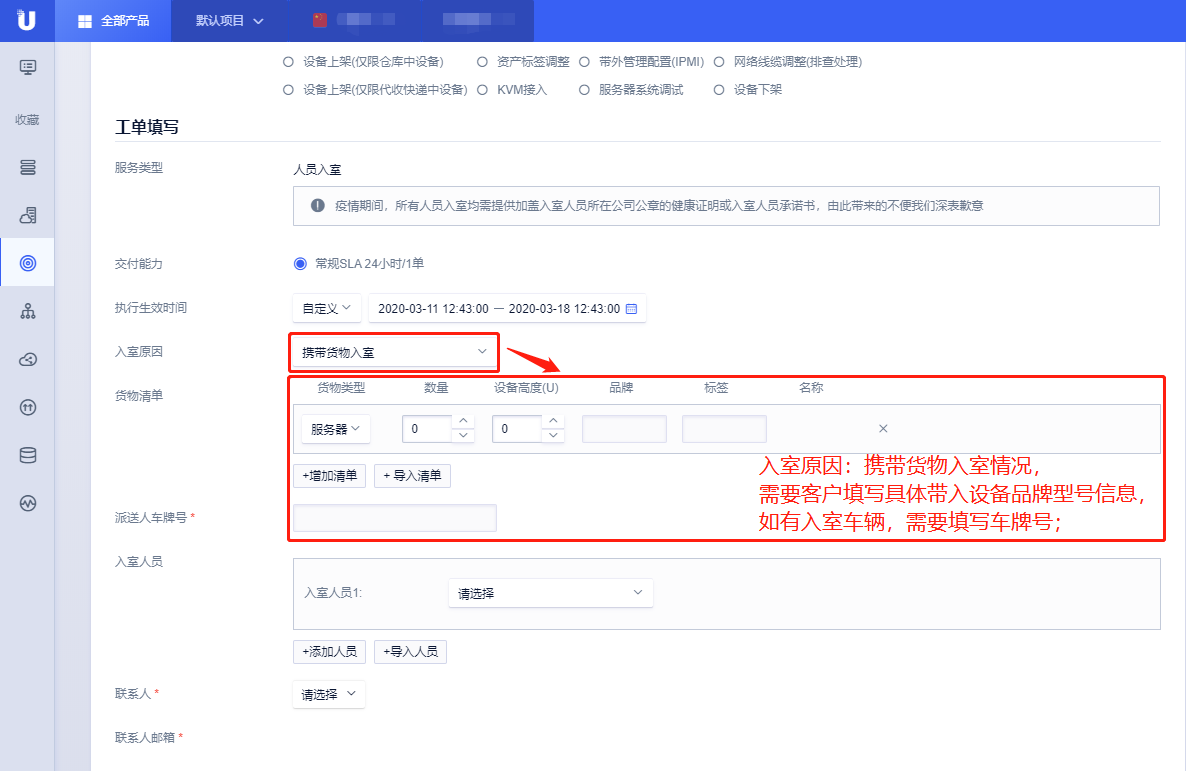 全部产品 默认项目
设备上架(仅限仓库中设备) 资产标签调整 带外管理配置(IPMI) 网络线缆调整(排查处理)
设备上架(仅限代收快递中设备) KVM接入 服务器系统调试 设备下架
收藏
工单填写
服务类型 人员入室
疫情期间，所有人员入室均需提供加盖入室人员所在公司公章的健康证明或入室人员承诺书，由此带来的不便我们深表歉意
交付能力 常规SLA 24小时/1单
执行生效时间 自定义 2020-03-11 12:43:00 — 2020-03-18 12:43:00
入室原因 携带货物入室
货物清单 货物类型 数量 设备高度(U) 品牌 标签 名称
服务器 0 0
+增加清单 + 导入清单
入室原因：携带货物入室情况，
需要客户填写具体带入设备品牌型号信息，
如有入室车辆，需要填写车牌号；
派送人车牌号 *
入室人员
入室人员1: 请选择
+添加人员 +导入人员
联系人 * 请选择
联系人邮箱 *